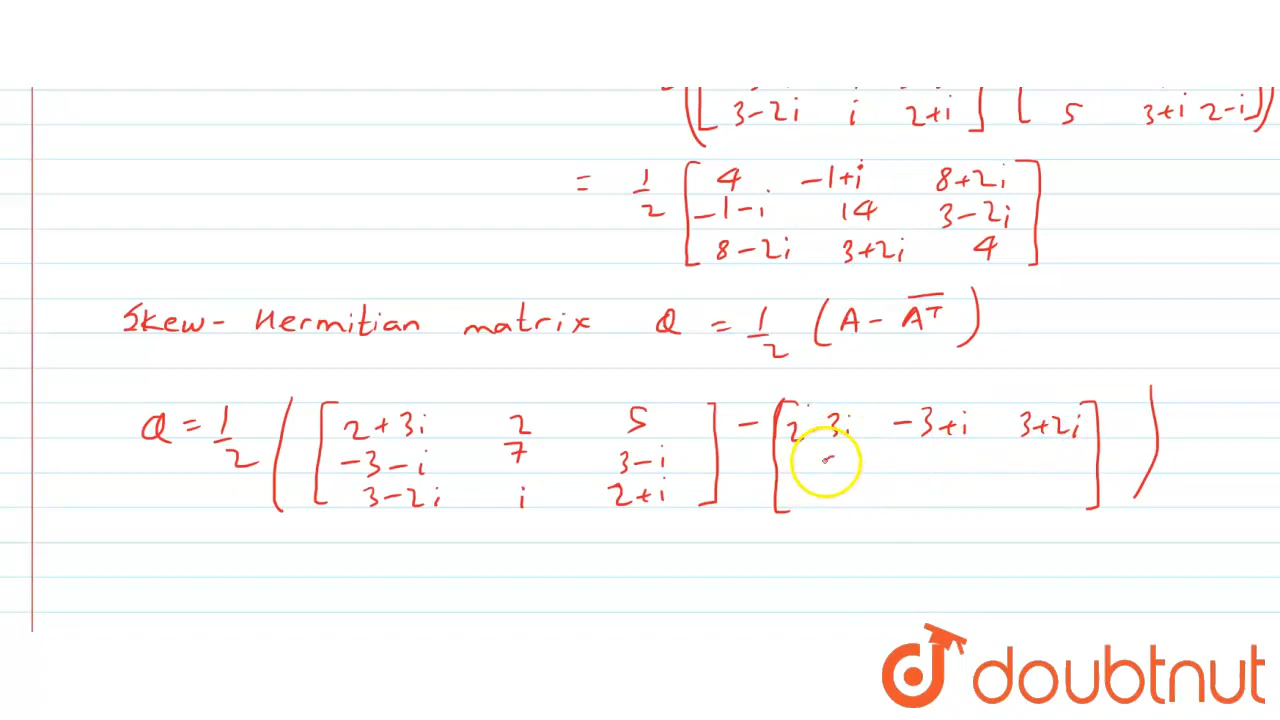 3-2i i 2+i] [ 5 3+i 2-i])
= 1/2 [ 4 -1+i 8+2i
-1-i 14 3-2i
8-2i 3+2i 4 ]
Skew-Hermitian matrix Q = 1/2 (A - A̅T̅)
Q = 1/2 ( [ 2+3i 2 5 ] - [ 2 3i -3+i 3+2i ] )
-3-i 7 3-i
3-2i i 2+i
doubtnut